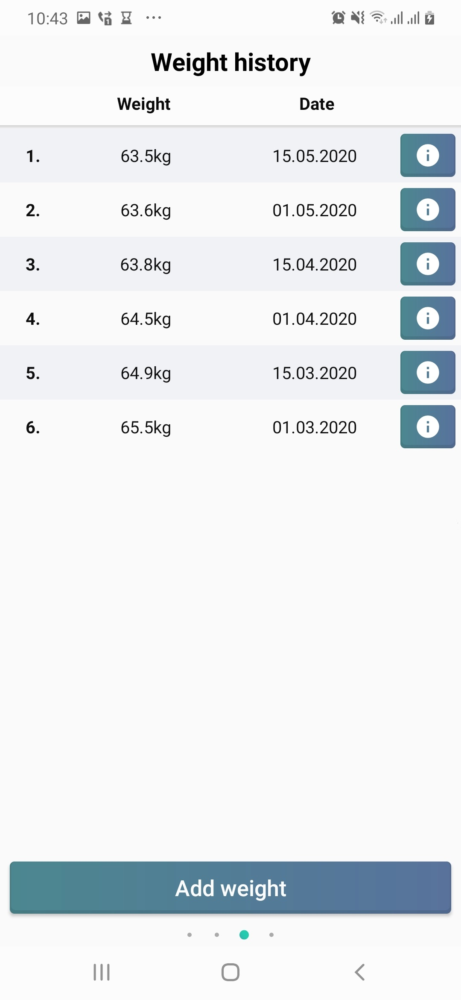 10:43
Weight history
Weight Date
1. 63.5kg 15.05.2020
2. 63.6kg 01.05.2020
3. 63.8kg 15.04.2020
4. 64.5kg 01.04.2020
5. 64.9kg 15.03.2020
6. 65.5kg 01.03.2020
Add weight